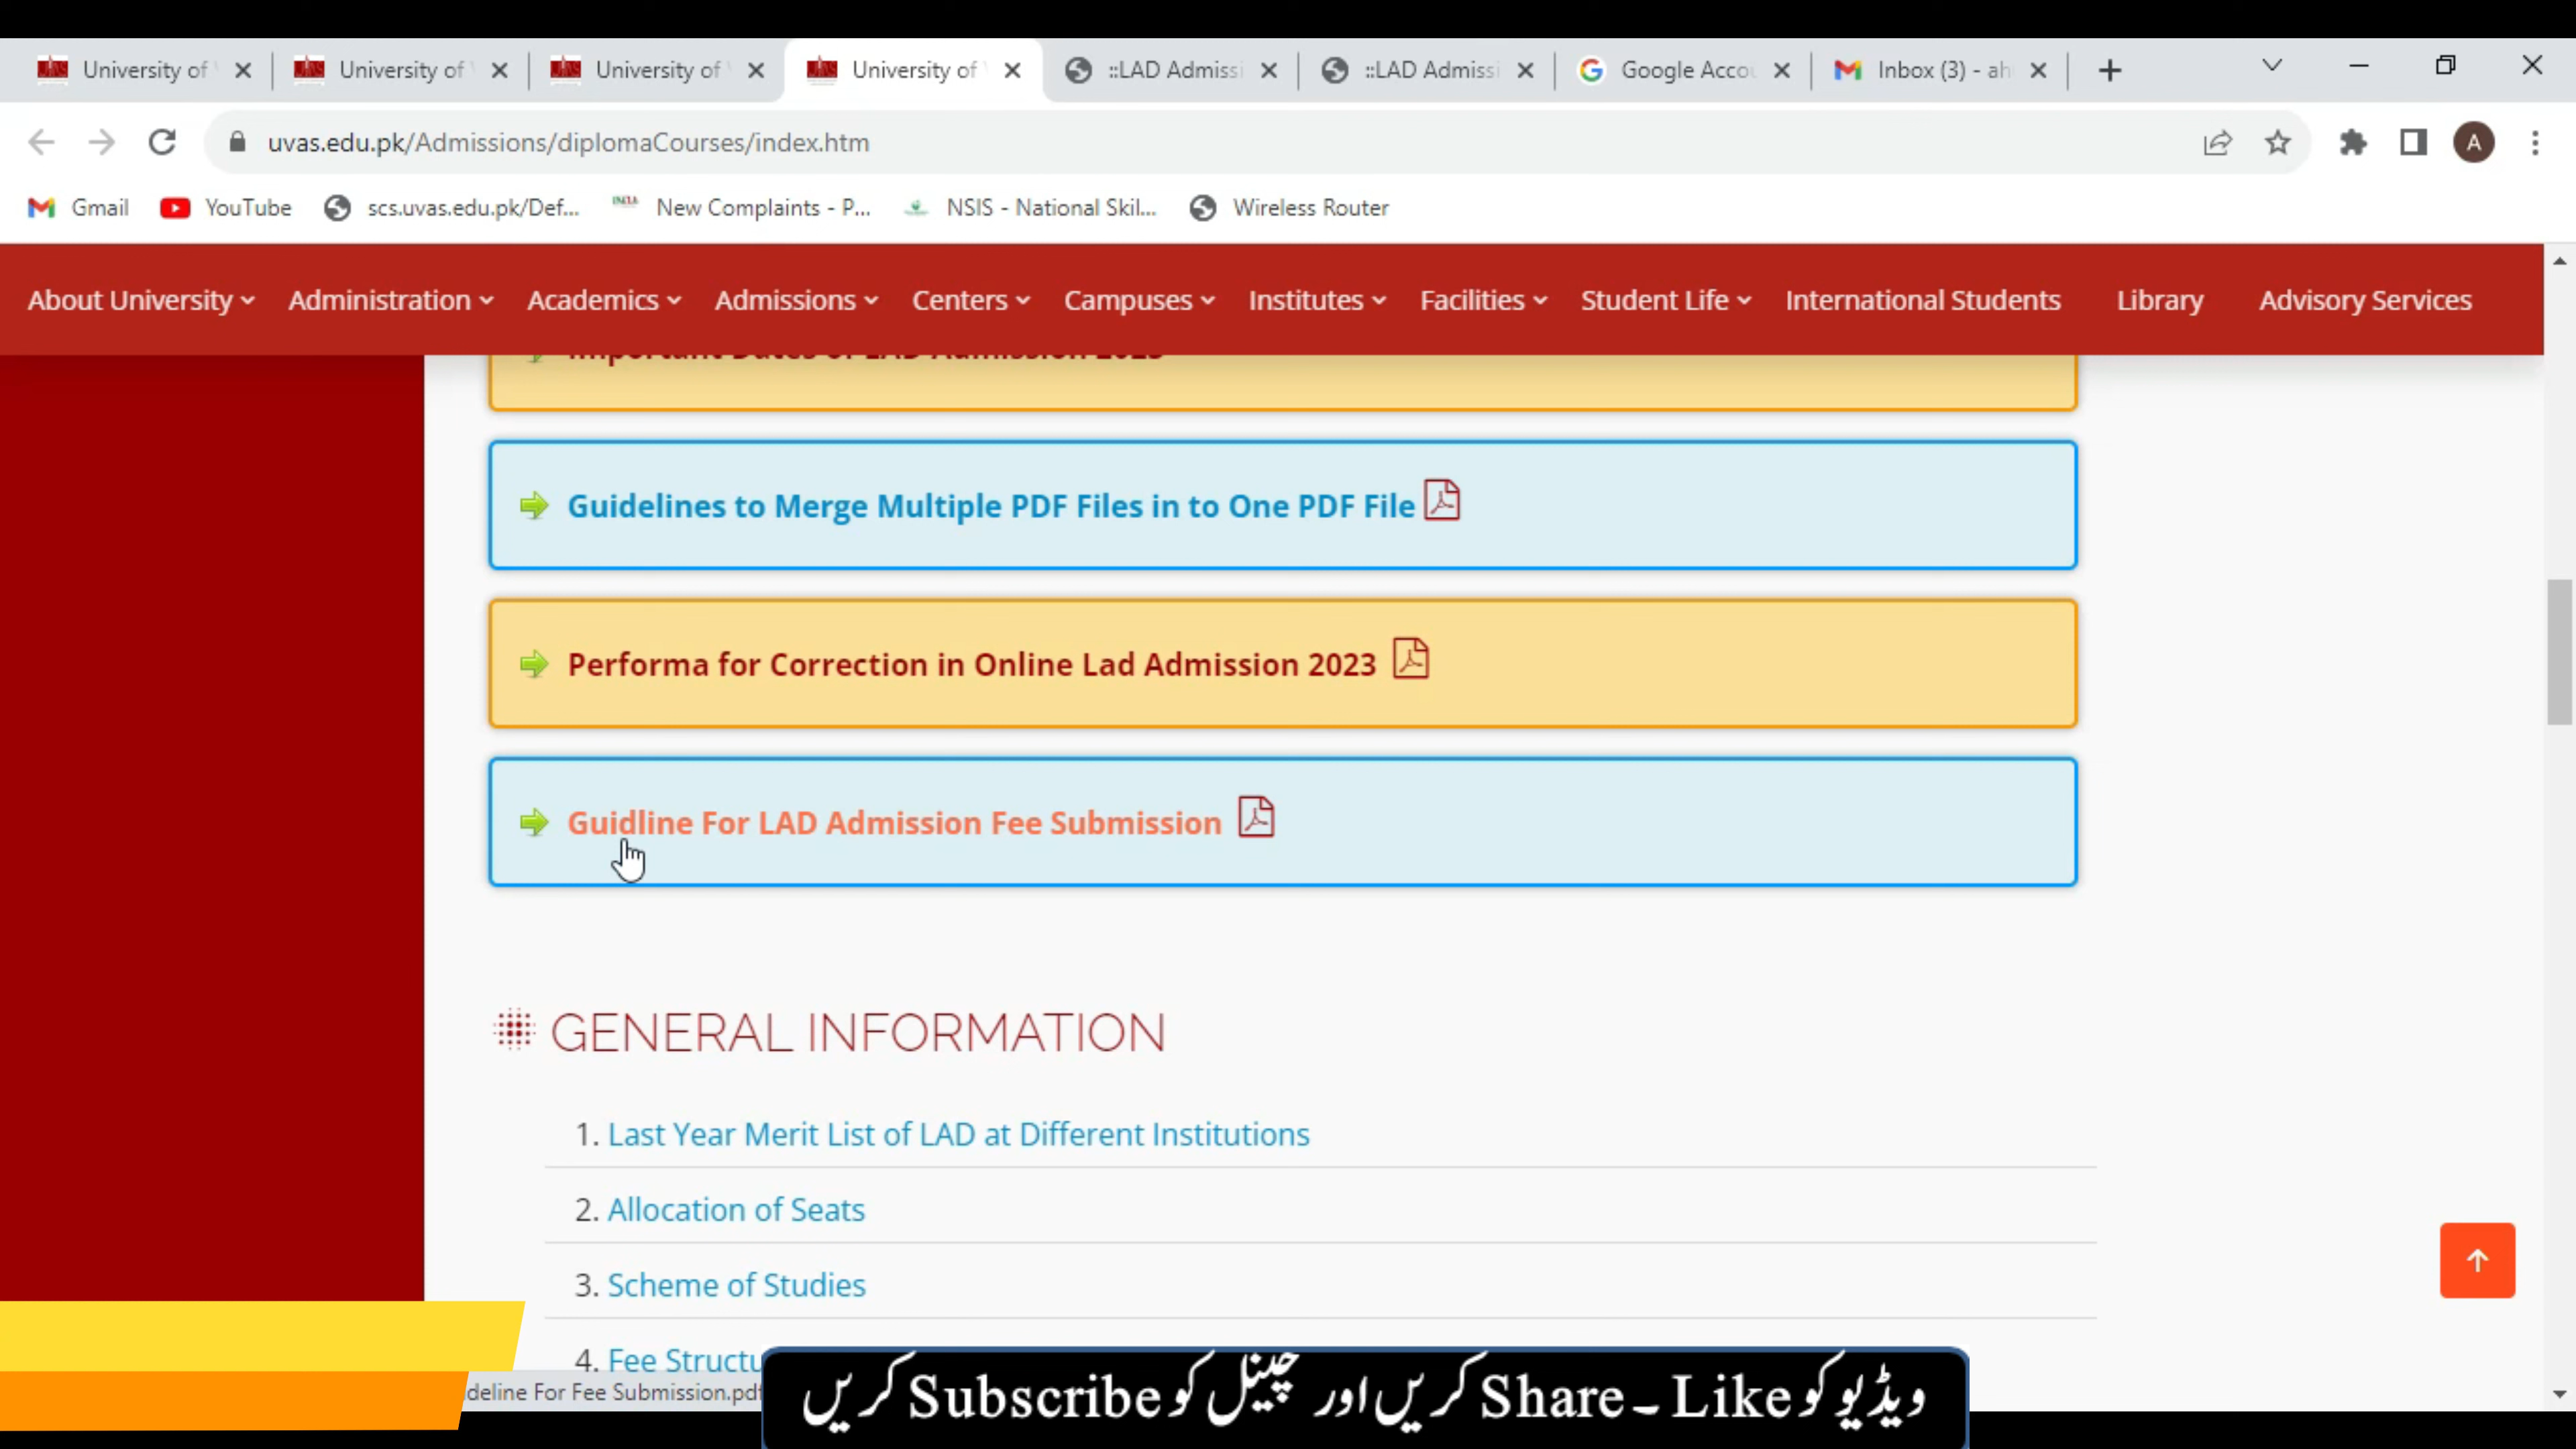 University of
University of
University of
University of
::LAD Admissi
::LAD Admissi
Google Accou
Inbox (3) - ah
uvas.edu.pk/Admissions/diplomaCourses/index.htm
A
Gmail
YouTube
scs.uvas.edu.pk/Def...
New Complaints - P...
NSIS - National Skil...
Wireless Router
About University
Administration
Academics
Admissions
Centers
Campuses
Institutes
Facilities
Student Life
International Students
Library
Advisory Services
Important Dates of LAD Admission 2023
Guidelines to Merge Multiple PDF Files in to One PDF File
Performa for Correction in Online Lad Admission 2023
Guidline For LAD Admission Fee Submission
GENERAL INFORMATION
1. Last Year Merit List of LAD at Different Institutions
2. Allocation of Seats
3. Scheme of Studies
4. Fee Structu
deline For Fee Submission.pdf
ویڈیو کو Like ۔ Share کریں اور چینل کو Subscribe کریں